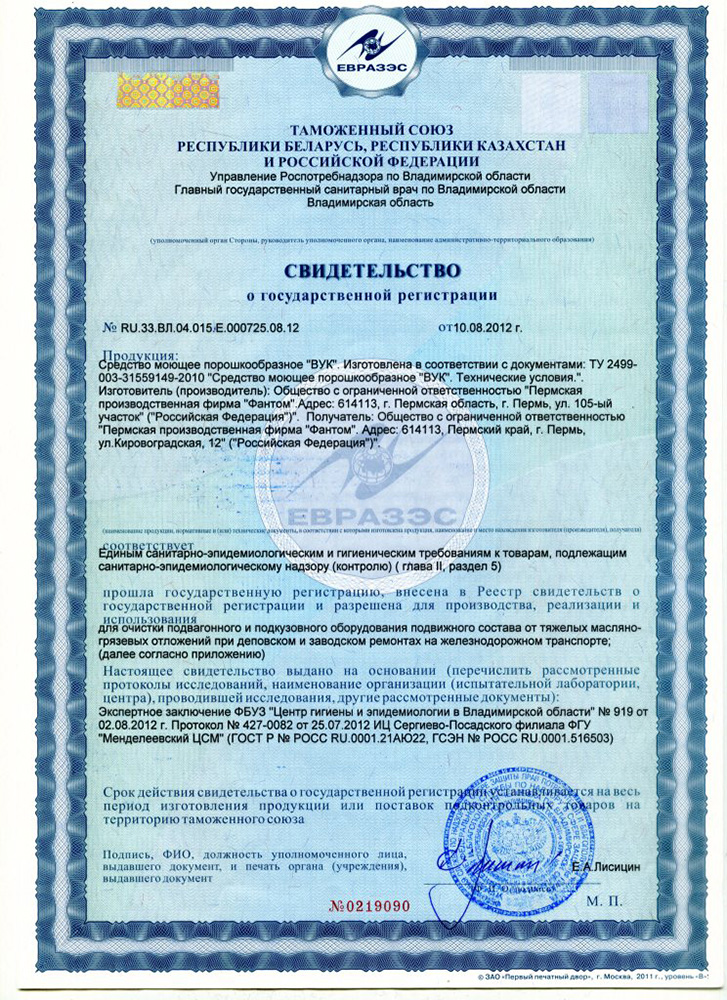 ЕВРАЗЭС
ТАМОЖЕННЫЙ СОЮЗ
РЕСПУБЛИКИ БЕЛАРУСЬ, РЕСПУБЛИКИ КАЗАХСТАН
И РОССИЙСКОЙ ФЕДЕРАЦИИ
Управление Роспотребнадзора по Владимирской области
Главный государственный санитарный врач по Владимирской области
Владимирская область
(уполномоченный орган Стороны, руководитель уполномоченного органа, наименование административно-территориального образования)
СВИДЕТЕЛЬСТВО
о государственной регистрации
№ RU.33.ВЛ.04.015.Е.000725.08.12 от 10.08.2012 г.
Продукция:
Средство моющее порошкообразное "ВУК". Изготовлена в соответствии с документами: ТУ 2499-
003-31559149-2010 "Средство моющее порошкообразное "ВУК". Технические условия.".
Изготовитель (производитель): Общество с ограниченной ответственностью "Пермская
производственная фирма "Фантом".Адрес: 614113, г. Пермская область, г. Пермь, ул. 105-ый
участок" ("Российская Федерация")". Получатель: Общество с ограниченной ответственностью
"Пермская производственная фирма "Фантом". Адрес: 614113, Пермский край, г. Пермь,
ул.Кировоградская, 12" ("Российская Федерация")".
ЕВРАЗЭС
(наименование продукции, нормативные и (или) технические документы, в соответствии с которыми изготовлена продукция, наименование и место нахождения изготовителя (производителя), получателя)
соответствует
Единым санитарно-эпидемиологическим и гигиеническим требованиям к товарам, подлежащим
санитарно-эпидемиологическому надзору (контролю) ( глава II, раздел 5)
прошла государственную регистрацию, внесена в Реестр свидетельств о
государственной регистрации и разрешена для производства, реализации и
использования
для очистки подвагонного и подкузовного оборудования подвижного состава от тяжелых масляно-
грязевых отложений при деповском и заводском ремонтах на железнодорожном транспорте;
(далее согласно приложению)
Настоящее свидетельство выдано на основании (перечислить рассмотренные
протоколы исследований, наименование организации (испытательной лаборатории,
центра), проводившей исследования, другие рассмотренные документы):
Экспертное заключение ФБУЗ "Центр гигиены и эпидемиологии в Владимирской области" № 919 от
02.08.2012 г. Протокол № 427-0082 от 25.07.2012 ИЦ Сергиево-Посадского филиала ФГУ
"Менделеевский ЦСМ" (ГОСТ Р № РОСС RU.0001.21АЮ22, ГСЭН № РОСС RU.0001.516503)
Срок действия свидетельства о государственной регистрации устанавливается на весь
период изготовления продукции или поставок подконтрольных товаров на
территорию таможенного союза
Подпись, ФИО, должность уполномоченного лица,
выдавшего документ, и печать органа (учреждения),
выдавшего документ
Е.А.Лисицин
№0219090
М. П.
© ЗАО «Первый печатный двор», г. Москва, 2011 г., уровень «В».